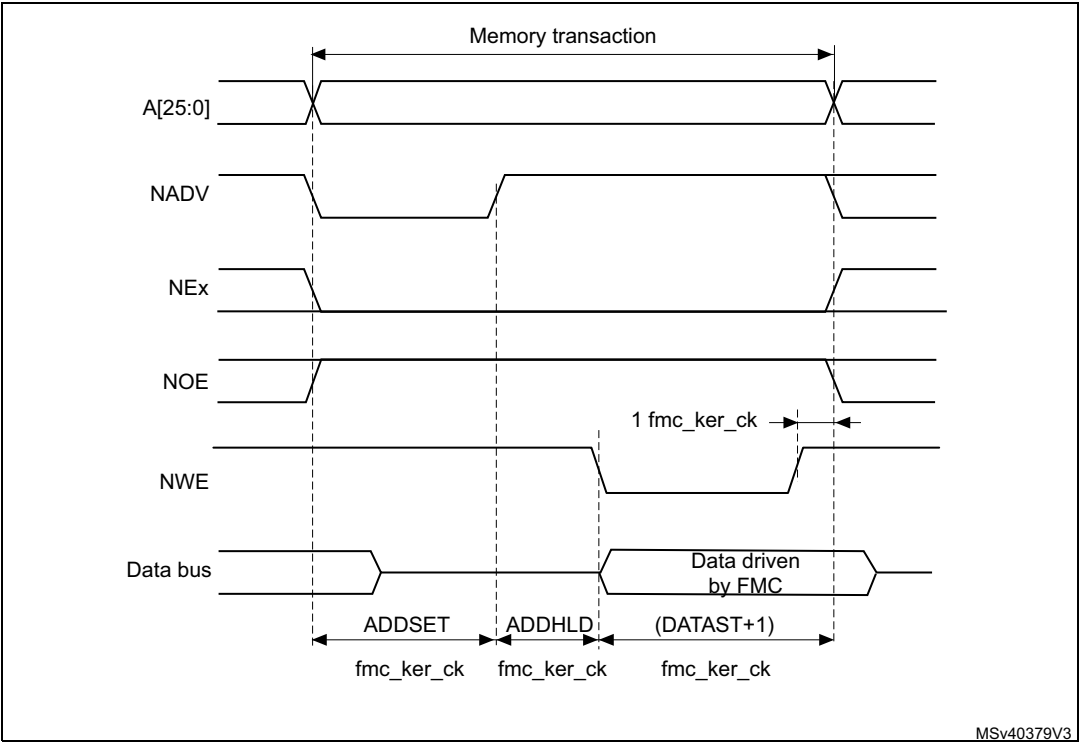 Memory transaction
A[25:0]
NADV
NEx
NOE
1 fmc_ker_ck
NWE
Data bus
Data driven
by FMC
ADDSET ADDHLD (DATAST+1)
fmc_ker_ck fmc_ker_ck fmc_ker_ck
MSv40379V3